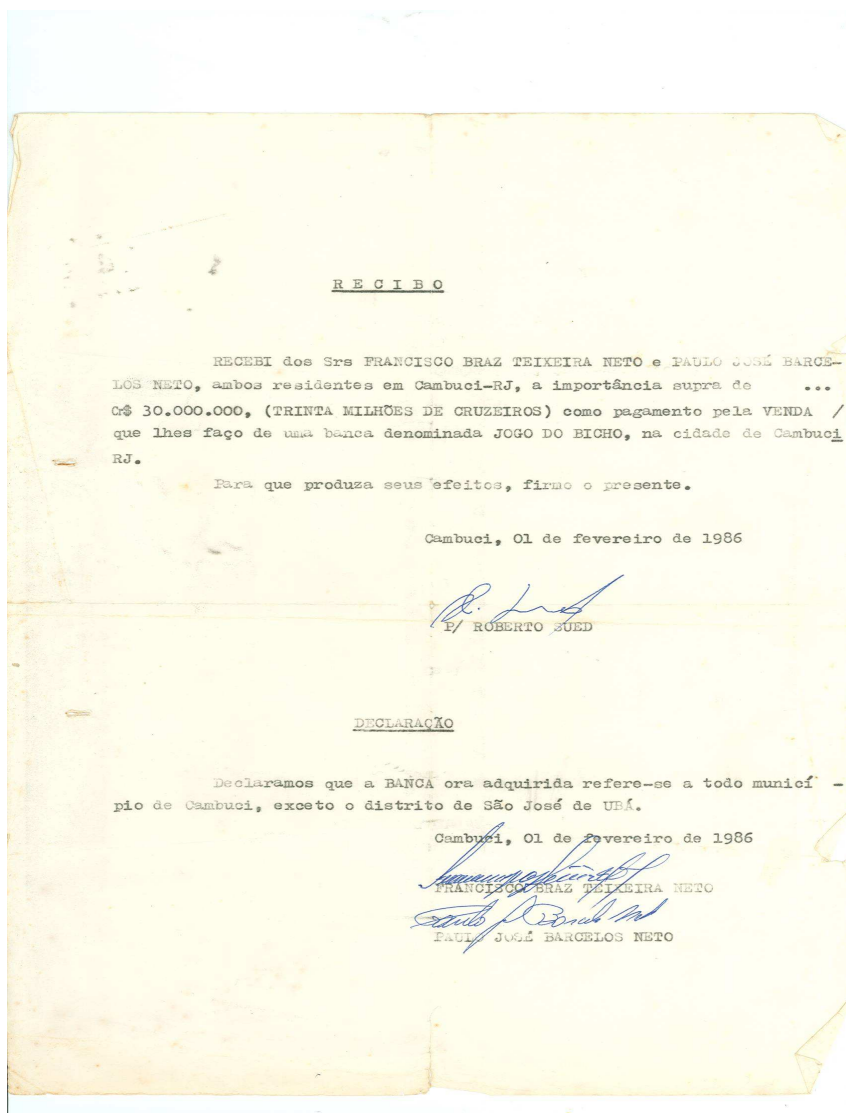 R E C I B O
RECEBI dos Srs FRANCISCO BRAZ TEIXEIRA NETO e PAULO JOSÉ BARCE-
LOS NETO, ambos residentes em Cambuci-RJ, a importância supra de ...
Cr$ 30.000.000, (TRINTA MILHÕES DE CRUZEIROS) como pagamento pela VENDA /
que lhes faço de uma banca denominada JOGO DO BICHO, na cidade de Cambuci
RJ.
Para que produza seus efeitos, firmo o presente.
Cambuci, 01 de fevereiro de 1986
P/ ROBERTO SUED
DECLARAÇÃO
Declaramos que a BANCA ora adquirida refere-se a todo municí -
pio de Cambuci, exceto o distrito de São José de UBÁ.
Cambuci, 01 de fevereiro de 1986
FRANCISCO BRAZ TEIXEIRA NETO
PAULO JOSÉ BARCELOS NETO